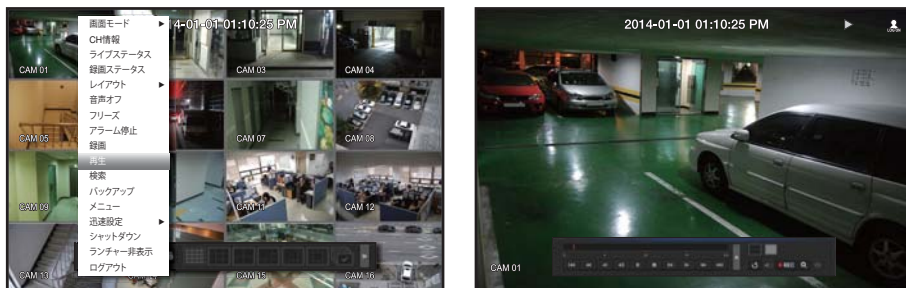 画面モード
CH情報
ライブステータス
録画ステータス
レイアウト
音声オフ
フリーズ
アラーム停止
録画
再生
検索
バックアップ
メニュー
迅速設定
シャットダウン
ランチャー非表示
ログアウト
4-01-01 01:10:25 PM
CAM 01
CAM 03
CAM 04
CAM 05
CAM 07
CAM 08
CAM 09
CAM 11
CAM 12
CAM 13
CAM 15
CAM 16
2014-01-01 01:10:25 PM
LOG ON
CAM 01